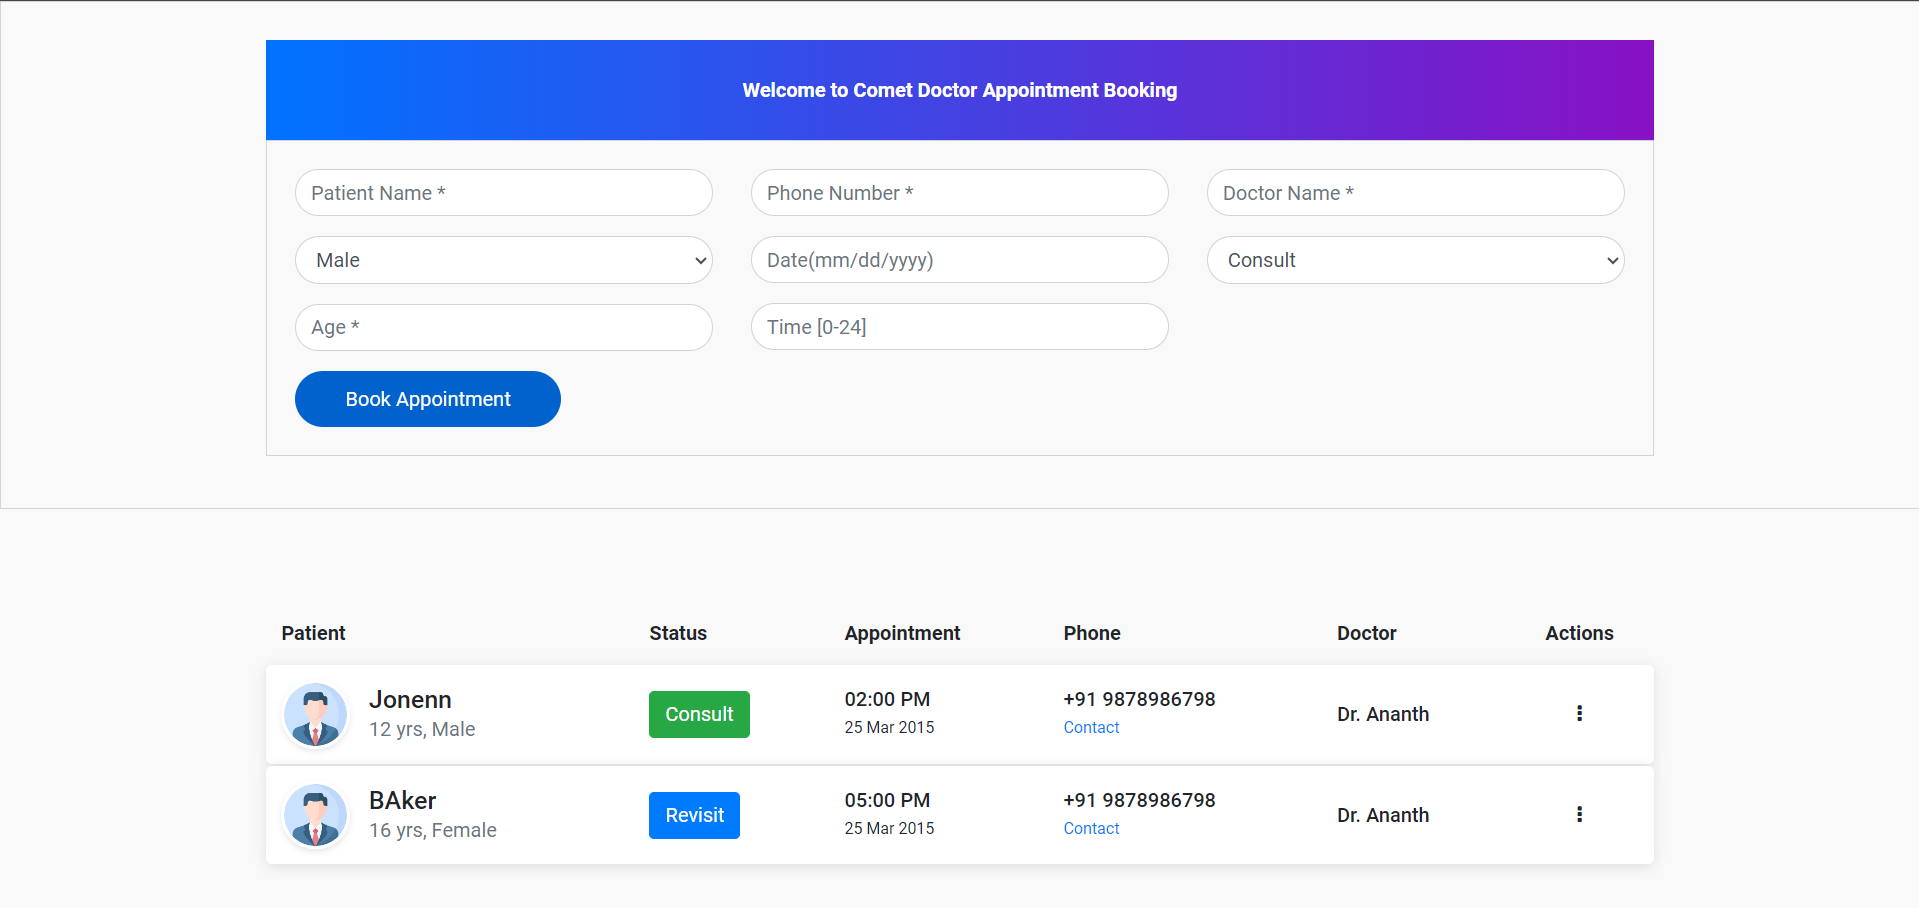 Welcome to Comet Doctor Appointment Booking
Patient Name * Phone Number * Doctor Name *
Male Date(mm/dd/yyyy) Consult
Age * Time [0-24]
Book Appointment
Patient Status Appointment Phone Doctor Actions
Jonenn
12 yrs, Male
Consult
02:00 PM
25 Mar 2015
+91 9878986798
Contact
Dr. Ananth
BAker
16 yrs, Female
Revisit
05:00 PM
25 Mar 2015
+91 9878986798
Contact
Dr. Ananth